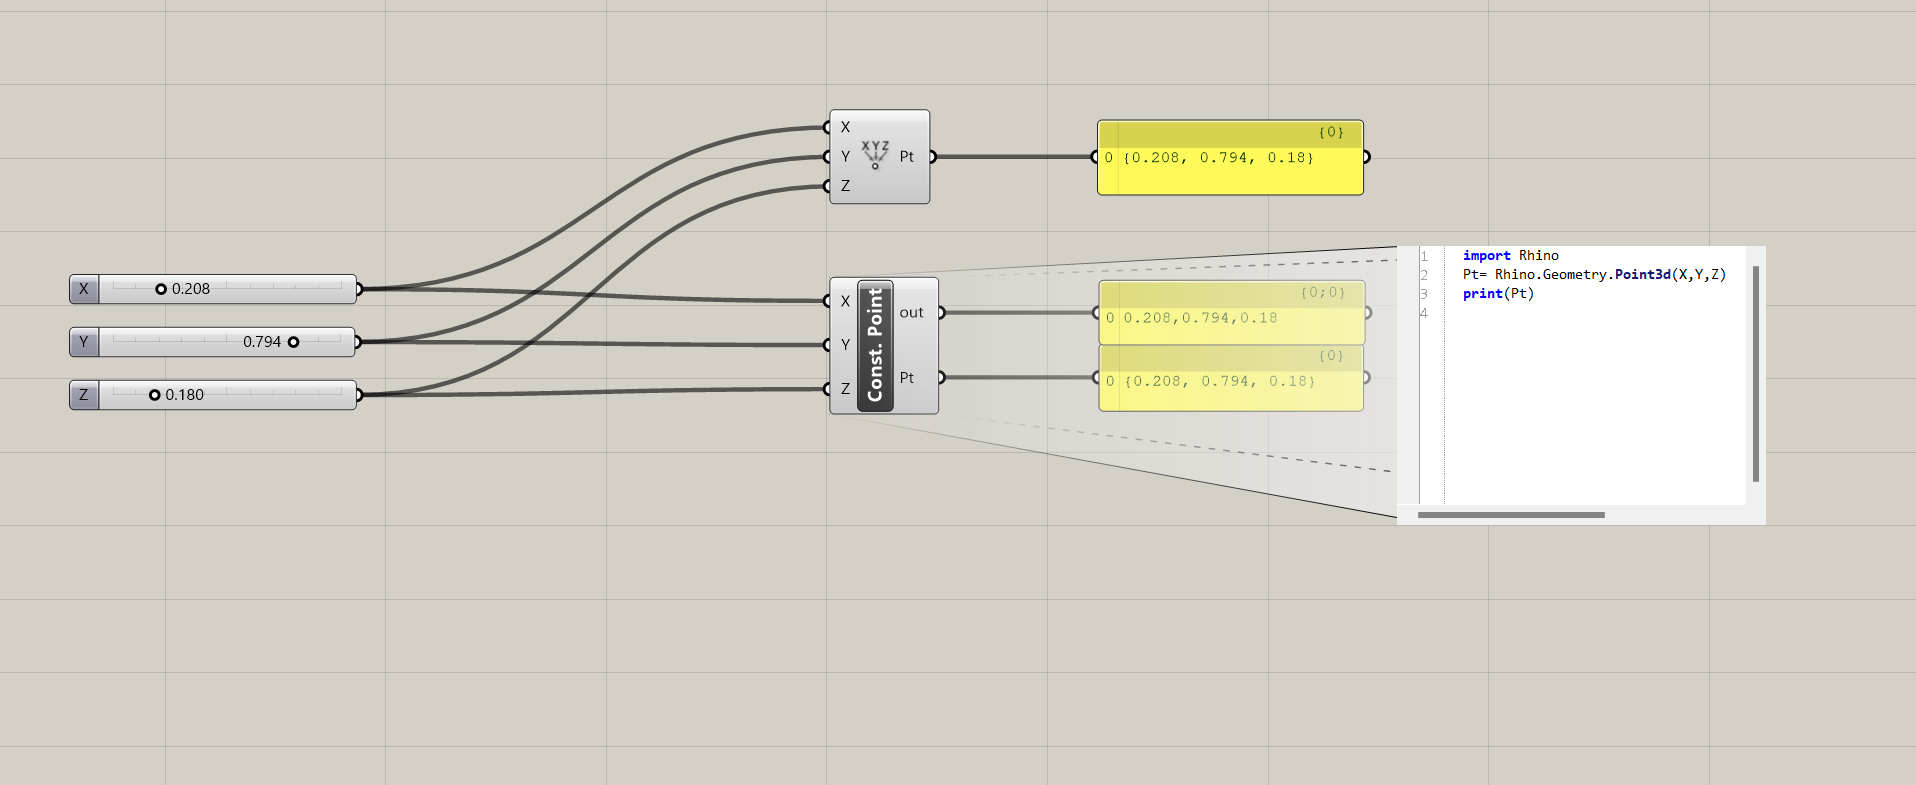 X 0.208
Y 0.794
Z 0.180
X
Y
Z
XYZ
Pt
{0}
0 {0.208, 0.794, 0.18}
X
Y
Z
Const. Point
out
Pt
{0;0}
0 0.208,0.794,0.18
{0}
0 {0.208, 0.794, 0.18}
1 import Rhino
2 Pt= Rhino.Geometry.Point3d(X,Y,Z)
3 print(Pt)
4